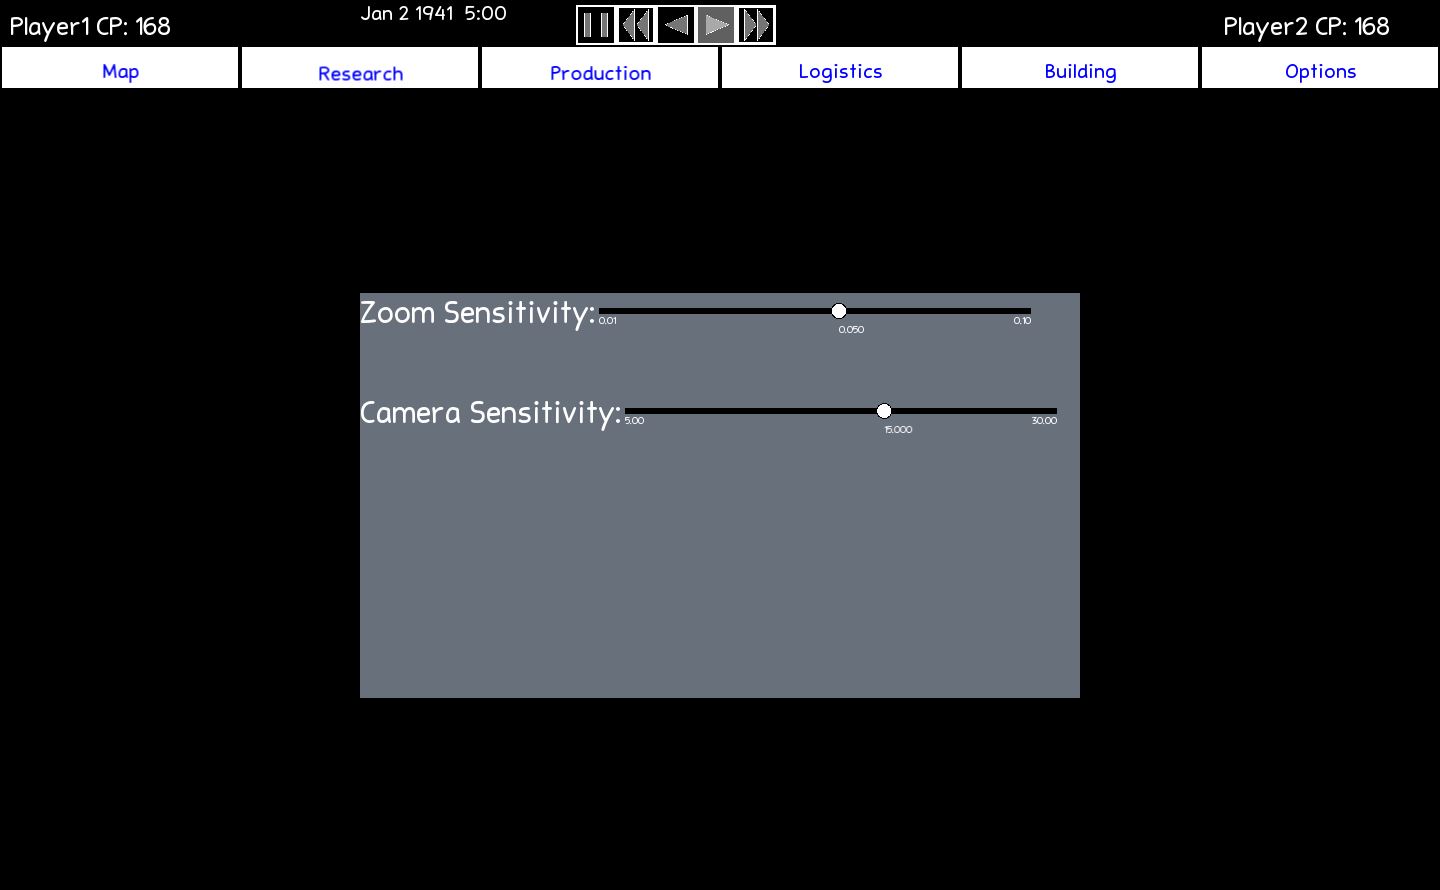 Player1 CP: 168
Jan 2 1941  5:00
Player2 CP: 168
Map
Research
Production
Logistics
Building
Options
Zoom Sensitivity:
0.01
0.10
0.050
Camera Sensitivity:
5.00
30.00
15.000